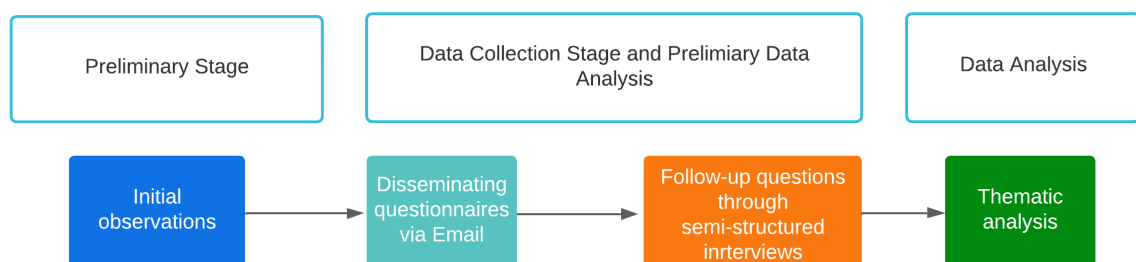 Preliminary Stage
Data Collection Stage and Prelimiary Data
Analysis
Data Analysis
Initial
observations
Disseminating
questionnaires
via Email
Follow-up questions
through
semi-structured
inrterviews
Thematic
analysis